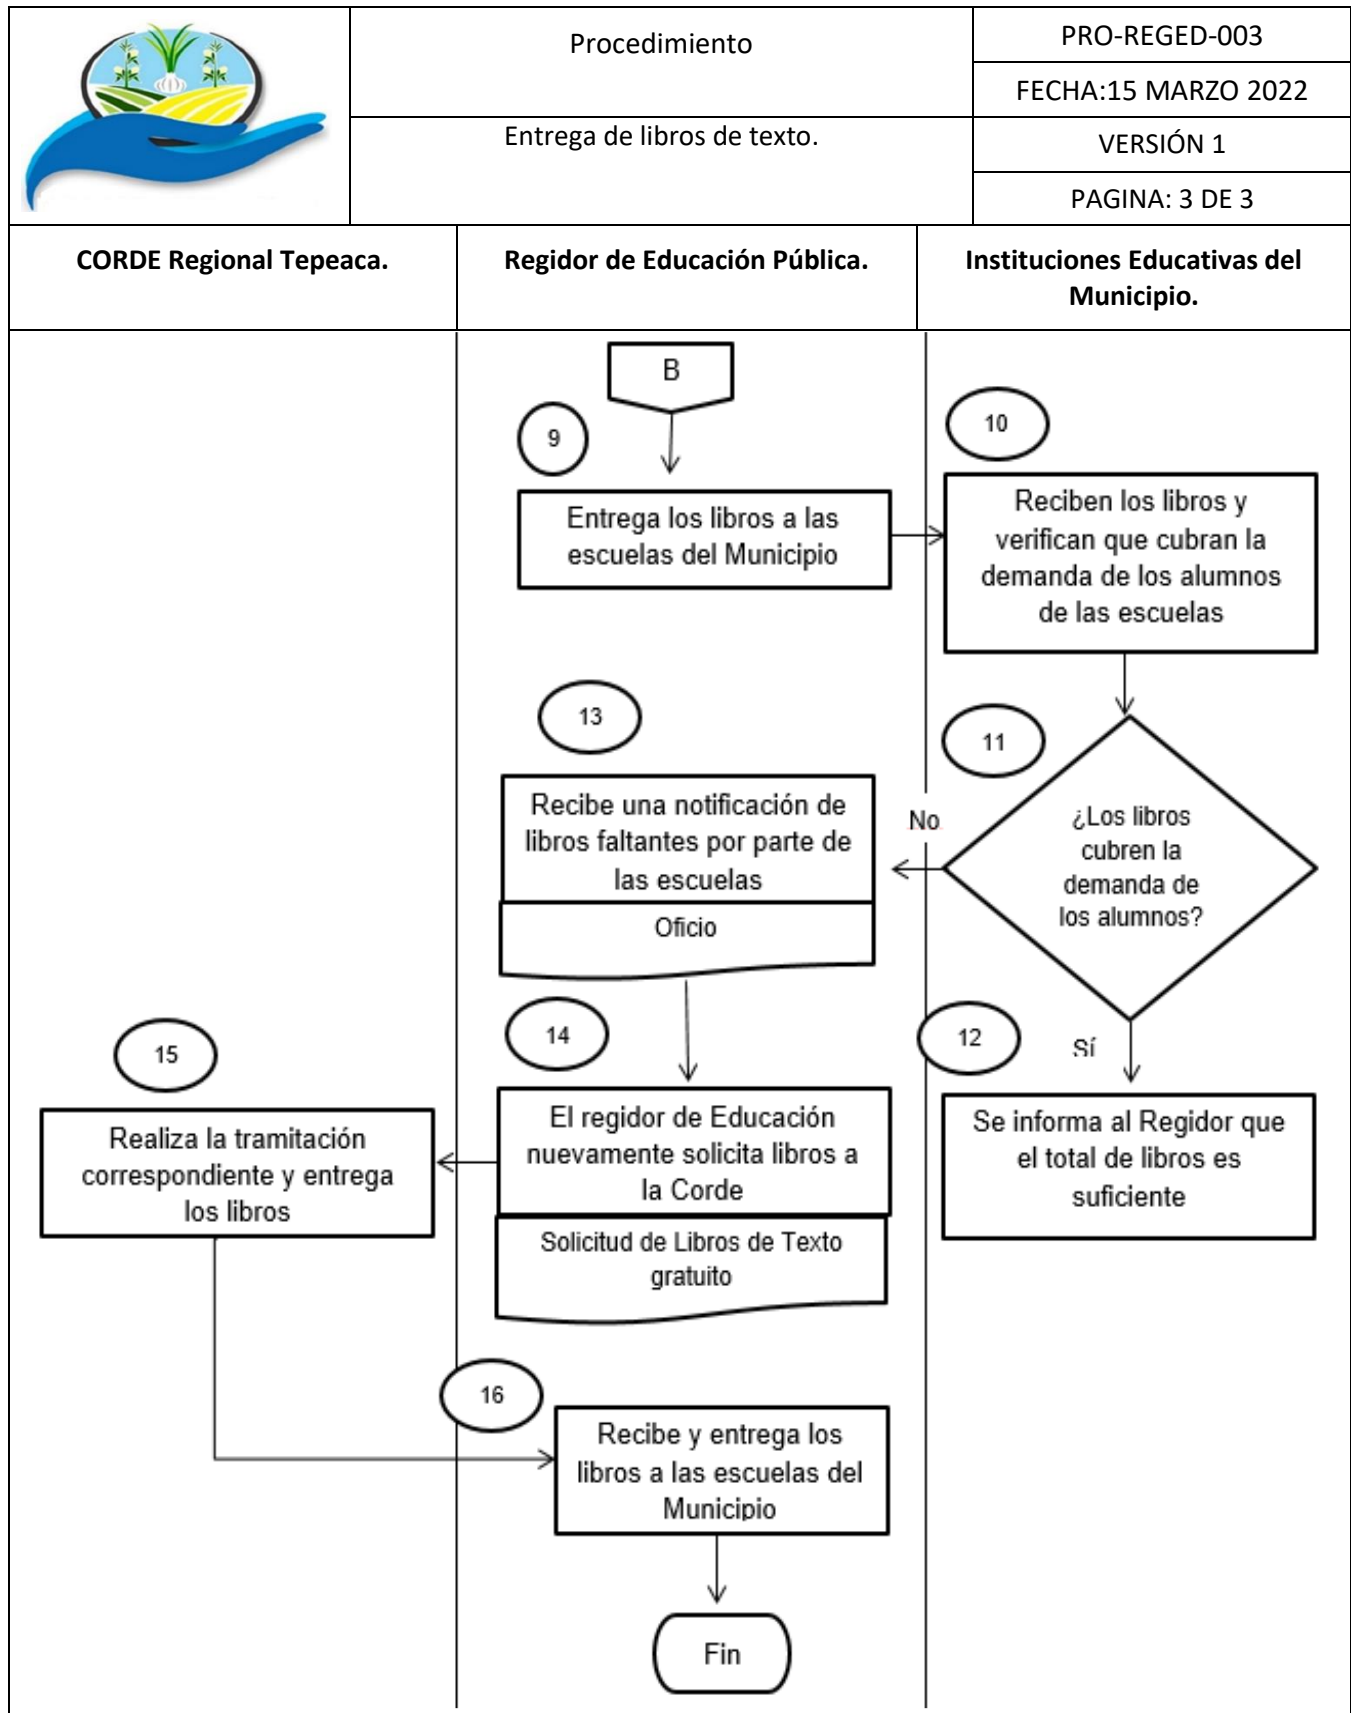 Procedimiento
PRO-REGED-003
FECHA:15 MARZO 2022
Entrega de libros de texto.
VERSIÓN 1
PAGINA: 3 DE 3
CORDE Regional Tepeaca.
Regidor de Educación Pública.
Instituciones Educativas del
Municipio.
B
9
Entrega los libros a las
escuelas del Municipio
10
Reciben los libros y
verifican que cubran la
demanda de los alumnos
de las escuelas
11
¿Los libros
cubren la
demanda de
los alumnos?
No
Sí
12
Se informa al Regidor que
el total de libros es
suficiente
13
Recibe una notificación de
libros faltantes por parte de
las escuelas
Oficio
14
El regidor de Educación
nuevamente solicita libros a
la Corde
Solicitud de Libros de Texto
gratuito
15
Realiza la tramitación
correspondiente y entrega
los libros
16
Recibe y entrega los
libros a las escuelas del
Municipio
Fin